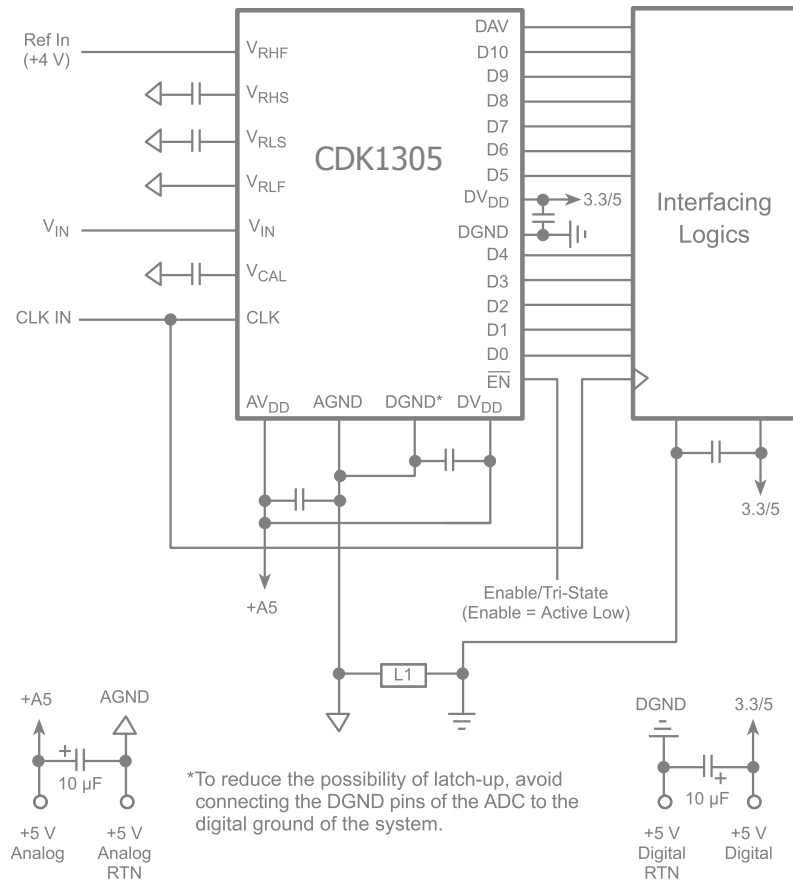 Ref In
(+4 V)
VRHF
VRHS
VRLS
VRLF
VIN
VIN
VCAL
CLK IN
CLK
CDK1305
DAV
D10
D9
D8
D7
D6
D5
DVDD
3.3/5
DGND
D4
D3
D2
D1
D0
EN
AVDD
AGND
DGND*
DVDD
Interfacing
Logics
3.3/5
+A5
Enable/Tri-State
(Enable = Active Low)
L1
+A5
AGND
+
10 µF
+5 V
Analog
+5 V
Analog
RTN
*To reduce the possibility of latch-up, avoid
connecting the DGND pins of the ADC to the
digital ground of the system.
DGND
3.3/5
+
10 µF
+5 V
Digital
RTN
+5 V
Digital